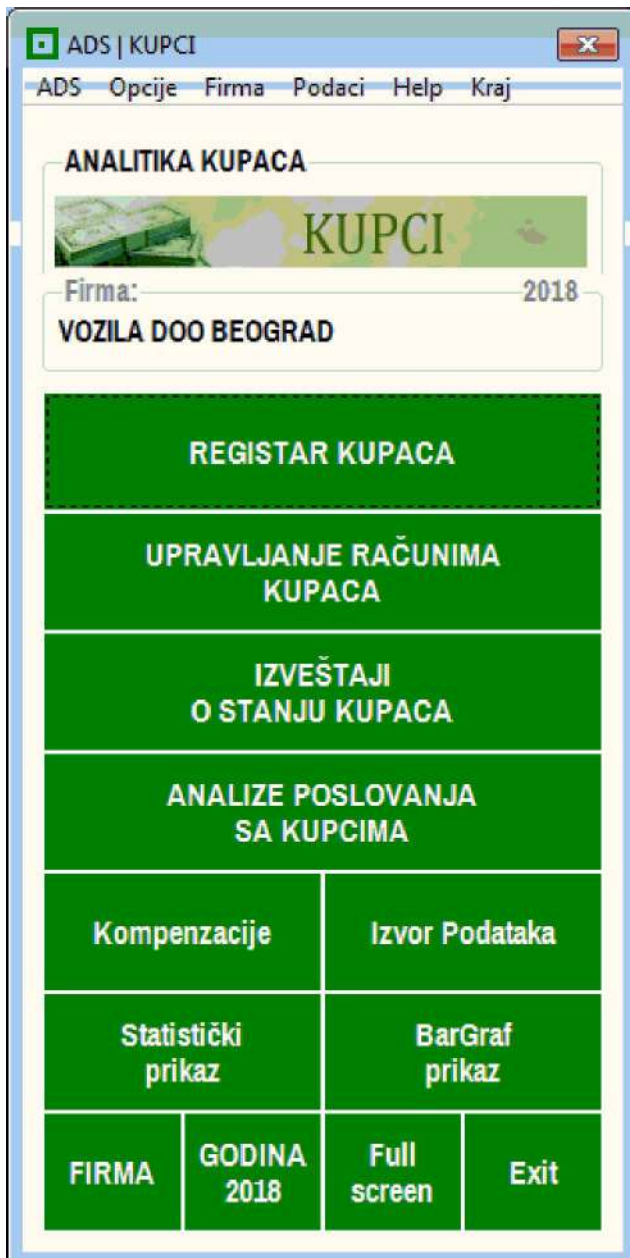 ADS | KUPCI
ADS Opcije Firma Podaci Help Kraj
ANALITIKA KUPACA
KUPCI
Firma: 2018
VOZILA DOO BEOGRAD
REGISTAR KUPACA
UPRAVLJANJE RAČUNIMA
KUPACA
IZVEŠTAJI
O STANJU KUPACA
ANALIZE POSLOVANJA
SA KUPCIMA
Kompenzacije
Izvor Podataka
Statistički
prikaz
BarGraf
prikaz
FIRMA
GODINA
2018
Full
screen
Exit